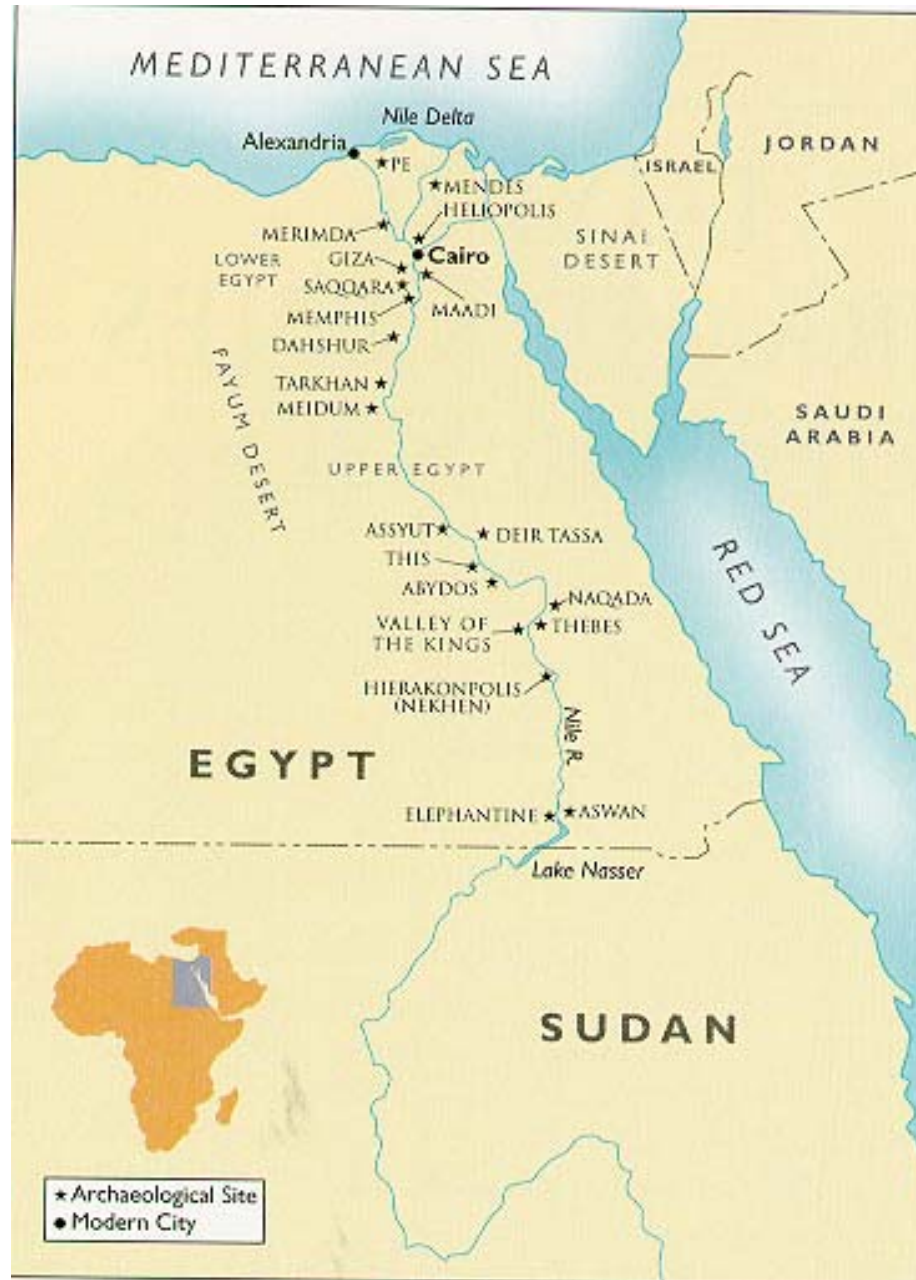 MEDITERRANEAN SEA
Nile Delta
Alexandria
PE
JORDAN
ISRAEL
MENDES
HELIOPOLIS
MERIMDA
SINAI
DESERT
LOWER
EGYPT
GIZA
Cairo
SAQQARA
MAADI
MEMPHIS
DAHSHUR
FAYUM DESERT
TARKHAN
MEIDUM
SAUDI
ARABIA
UPPER EGYPT
ASSYUT
DEIR TASSA
THIS
ABYDOS
RED SEA
NAQADA
VALLEY OF
THE KINGS
THEBES
HIERAKONPOLIS
(NEKHEN)
Nile R.
EGYPT
ELEPHANTINE
ASWAN
Lake Nasser
SUDAN
Archaeological Site
Modern City